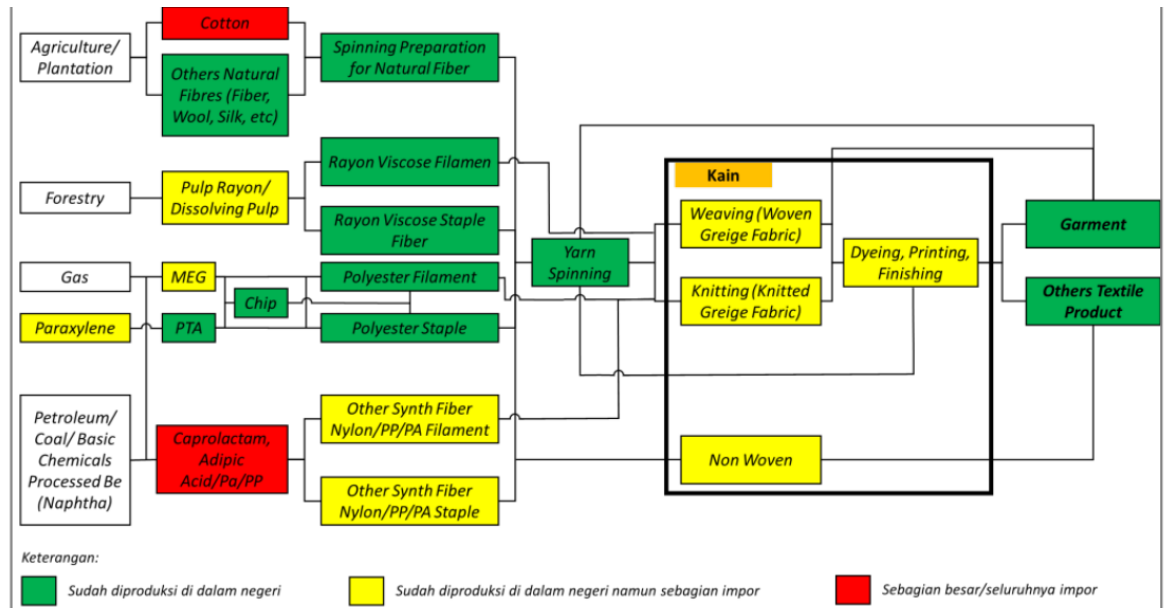 Agriculture/
Plantation
Cotton
Others Natural
Fibres (Fiber,
Wool, Silk, etc)
Spinning Preparation
for Natural Fiber
Forestry
Pulp Rayon/
Dissolving Pulp
Rayon Viscose Filamen
Rayon Viscose Staple
Fiber
Gas
MEG
Chip
Paraxylene
PTA
Polyester Filament
Polyester Staple
Petroleum/
Coal/ Basic
Chemicals
Processed Be
(Naphtha)
Caprolactam,
Adipic
Acid/Pa/PP
Other Synth Fiber
Nylon/PP/PA Filament
Other Synth Fiber
Nylon/PP/PA Staple
Yarn
Spinning
Kain
Weaving (Woven
Greige Fabric)
Knitting (Knitted
Greige Fabric)
Non Woven
Dyeing, Printing,
Finishing
Garment
Others Textile
Product
Keterangan:
Sudah diproduksi di dalam negeri
Sudah diproduksi di dalam negeri namun sebagian impor
Sebagian besar/seluruhnya impor